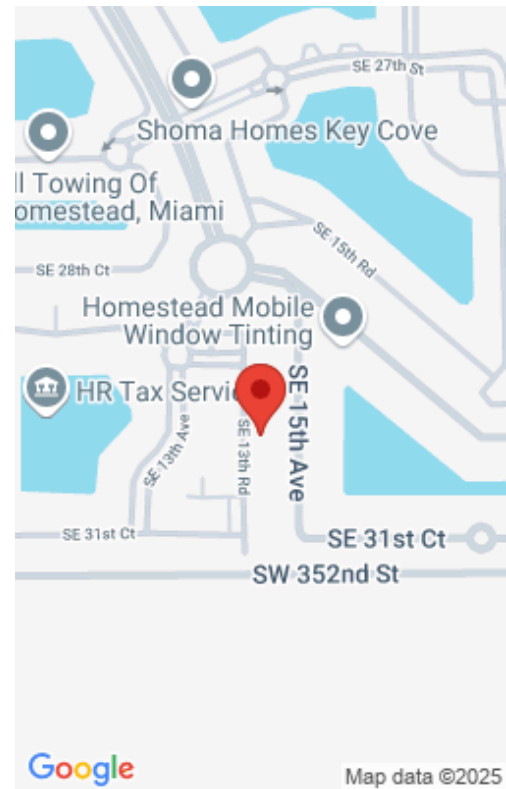 SE 27th St
Shoma Homes Key Cove
ll Towing Of
omestead, Miami
SE 15th Rd
SE 28th Ct
Homestead Mobile
Window Tinting
HR Tax Servic
SE 15th Ave
SE 13th Ave
SE 13th Rd
SE 31st Ct
SE 31st Ct
SW 352nd St
Google
Map data ©2025